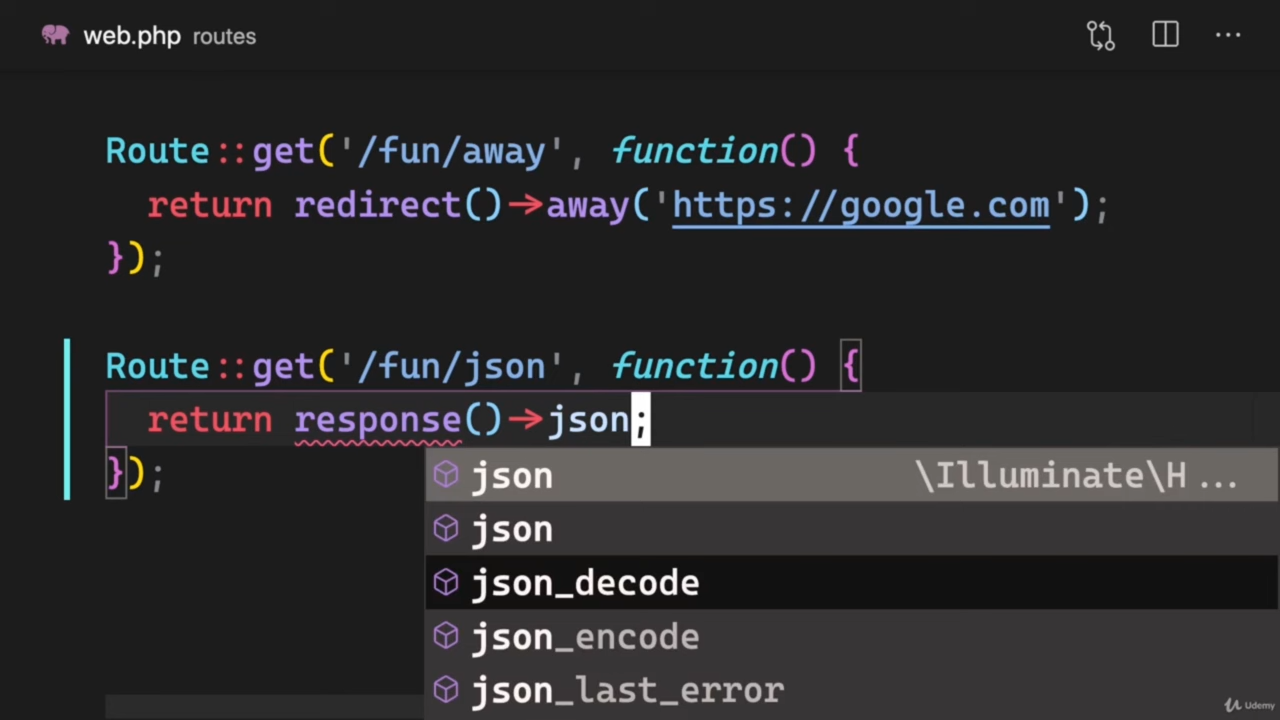 web.php routes
Route::get('/fun/away', function() {
return redirect()->away('https://google.com');
});
Route::get('/fun/json', function() {
return response()->json;
});
json \Illuminate\H...
json
json_decode
json_encode
json_last_error
Udemy